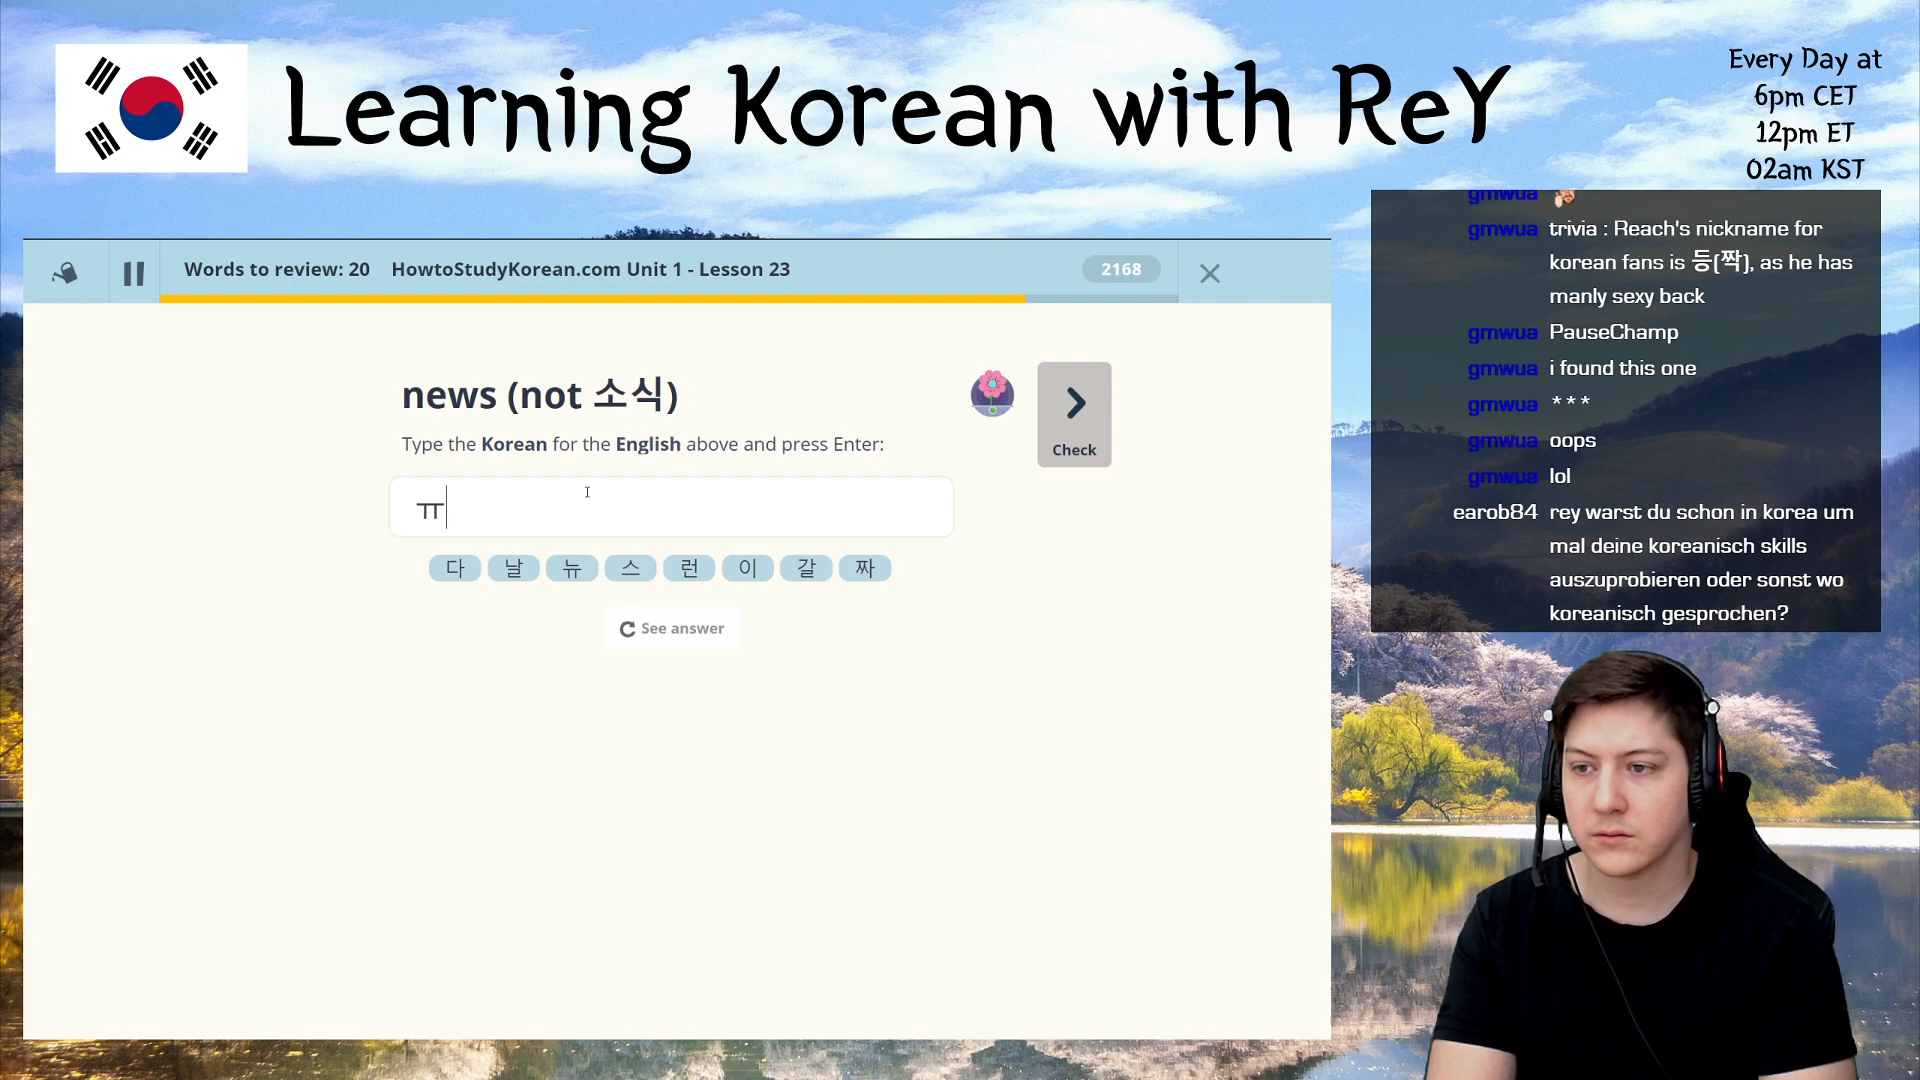 Learning Korean with ReY
Every Day at
6pm CET
12pm ET
02am KST
Words to review: 20 HowtoStudyKorean.com Unit 1 - Lesson 23
2168
news (not 소식)
Type the Korean for the English above and press Enter:
ㅠ
Check
다 날 뉴 스 런 이 갈 짜
See answer
gmwua
gmwua trivia : Reach's nickname for
korean fans is 등(짝), as he has
manly sexy back
gmwua PauseChamp
gmwua i found this one
gmwua ***
gmwua oops
gmwua lol
earob84 rey warst du schon in korea um
mal deine koreanisch skills
auszuprobieren oder sonst wo
koreanisch gesprochen?